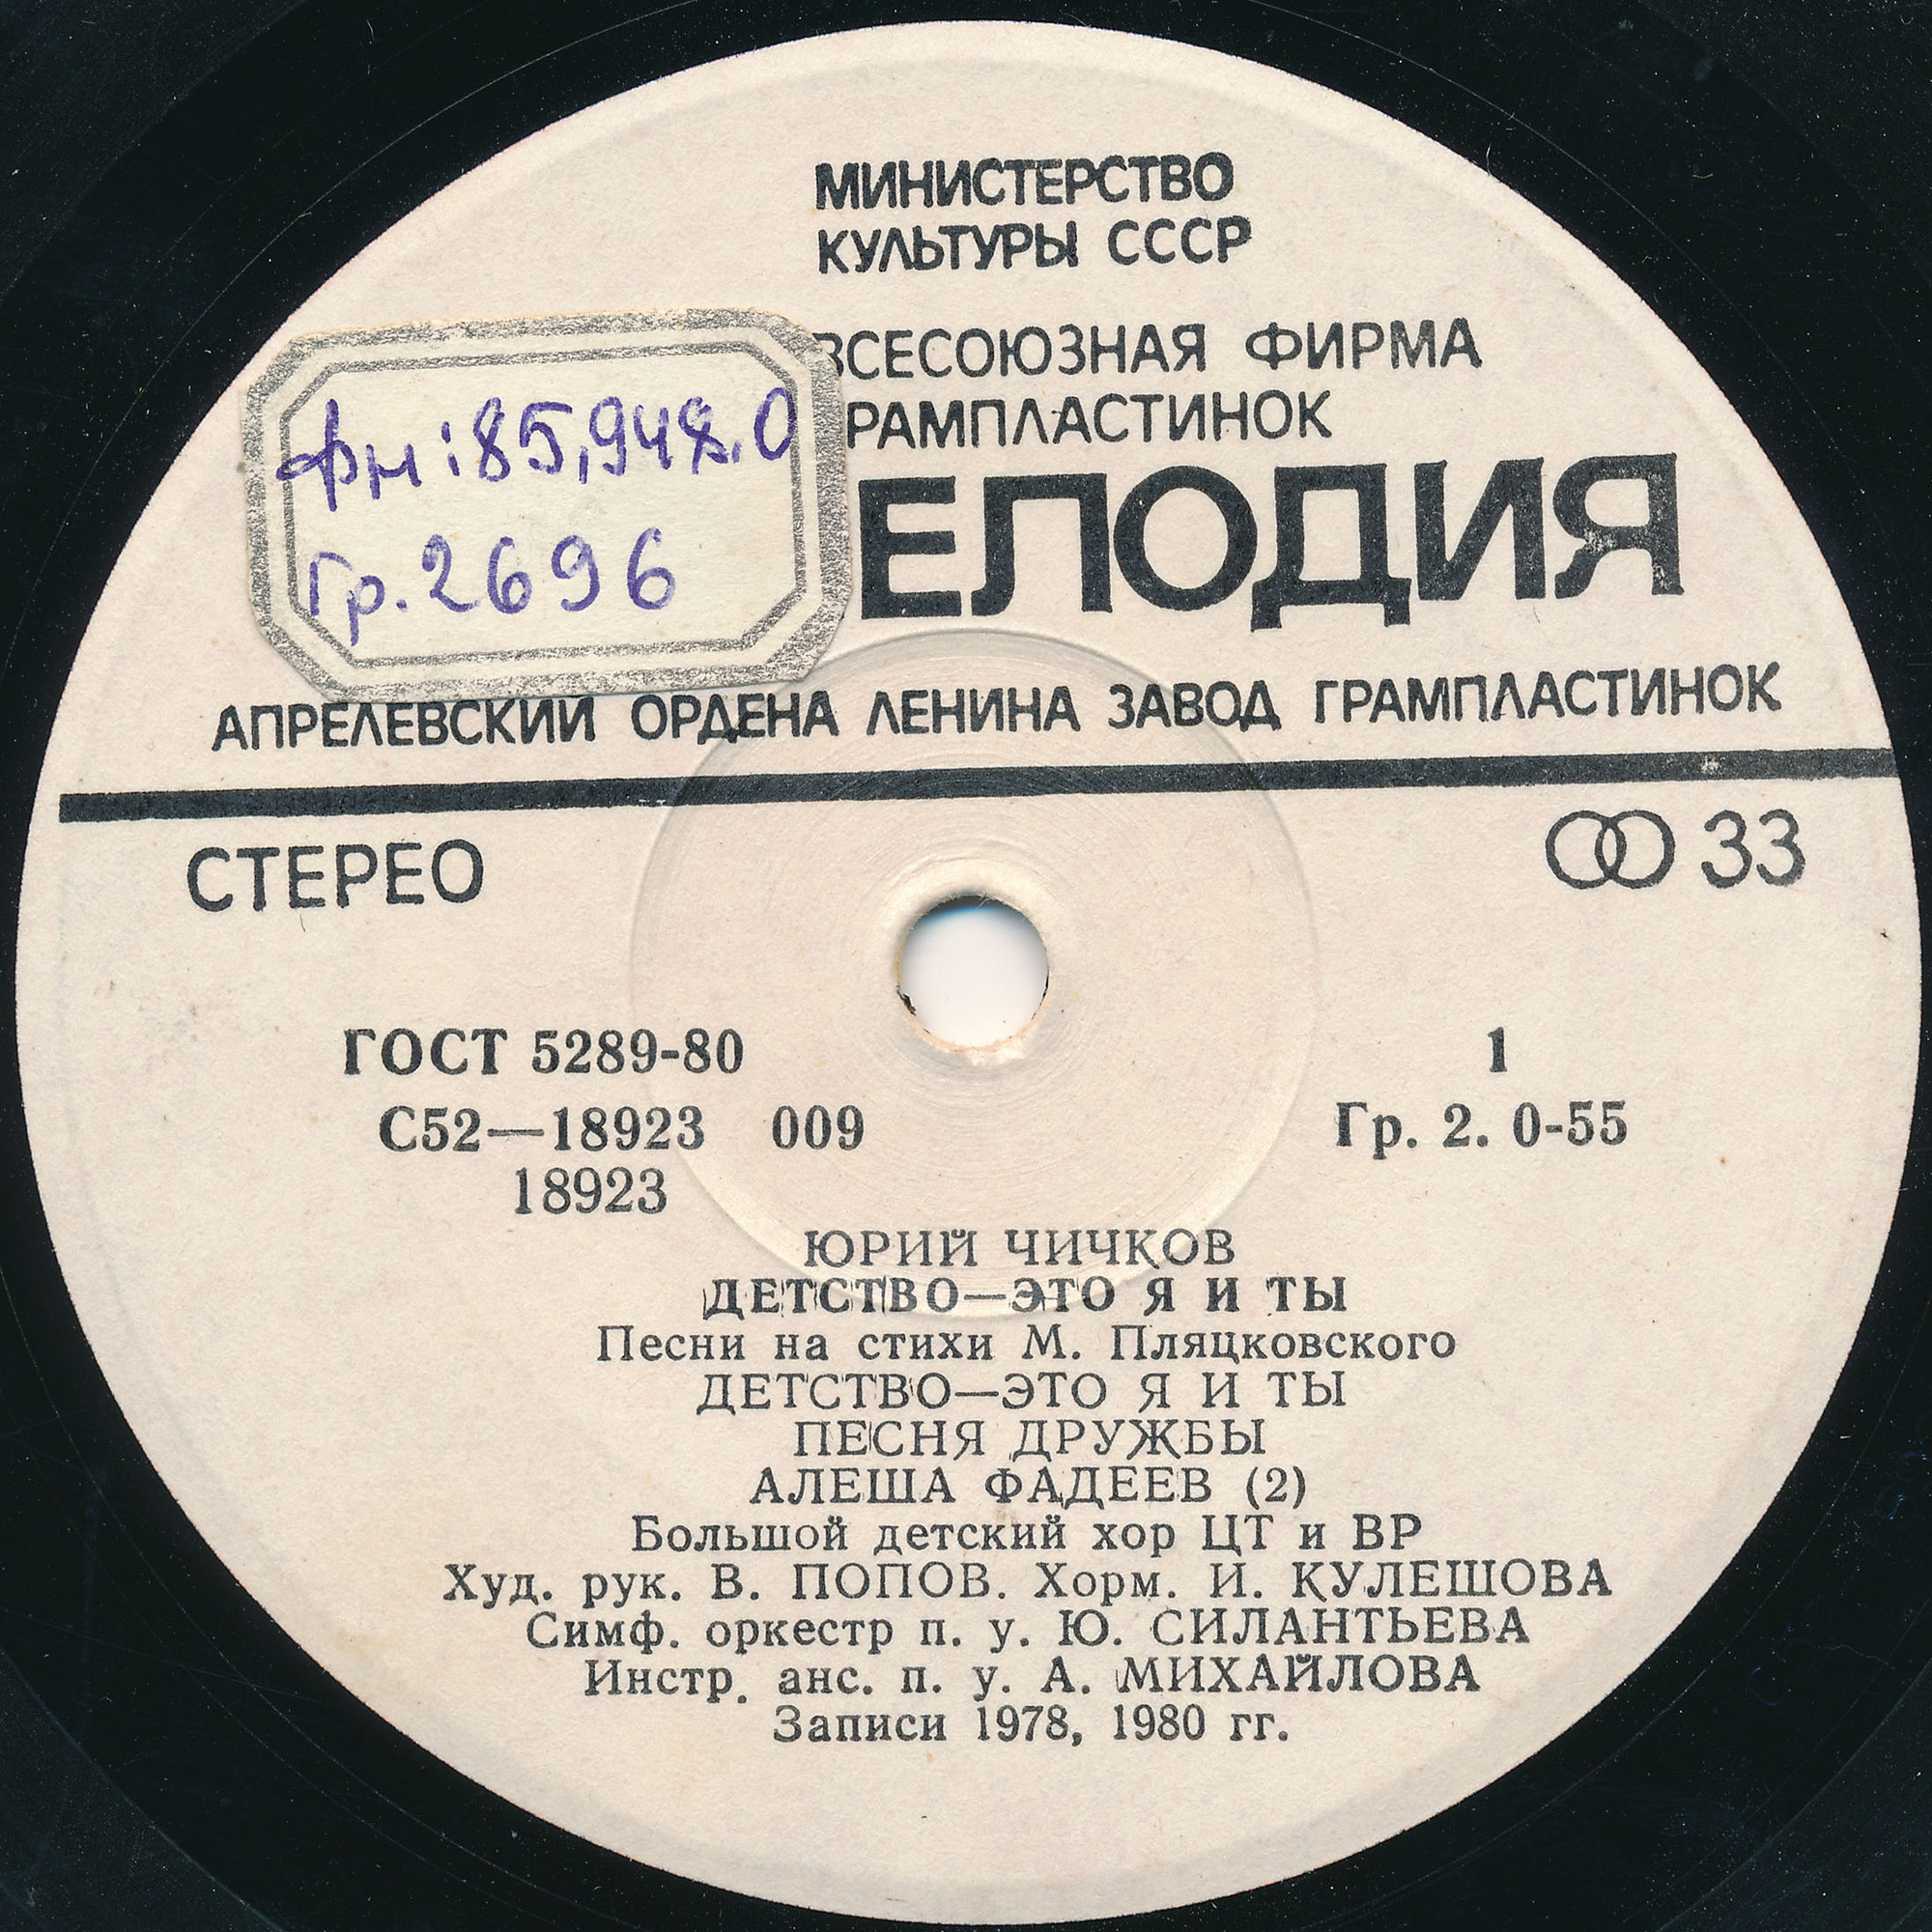 МИНИСТЕРСТВО
КУЛЬТУРЫ СССР
ВСЕСОЮЗНАЯ ФИРМА
РАМПЛАСТИНОК
ЕЛОДИЯ
фн:85,948.0
гр.2696
АПРЕЛЕВСКИЙ ОРДЕНА ЛЕНИНА ЗАВОД ГРАМПЛАСТИНОК
СТЕРЕО 33
ГОСТ 5289-80 1
С52—18923 009 Гр. 2. 0-55
18923
ЮРИЙ ЧИЧКОВ
ДЕТСТВО—ЭТО Я И ТЫ
Песни на стихи М. Пляцковского
ДЕТСТВО—ЭТО Я И ТЫ
ПЕСНЯ ДРУЖБЫ
АЛЕША ФАДЕЕВ (2)
Большой детский хор ЦТ и ВР
Худ. рук. В. ПОПОВ. Хорм. И. КУЛЕШОВА
Симф. оркестр п. у. Ю. СИЛАНТЬЕВА
Инстр. анс. п. у. А. МИХАЙЛОВА
Записи 1978, 1980 гг.